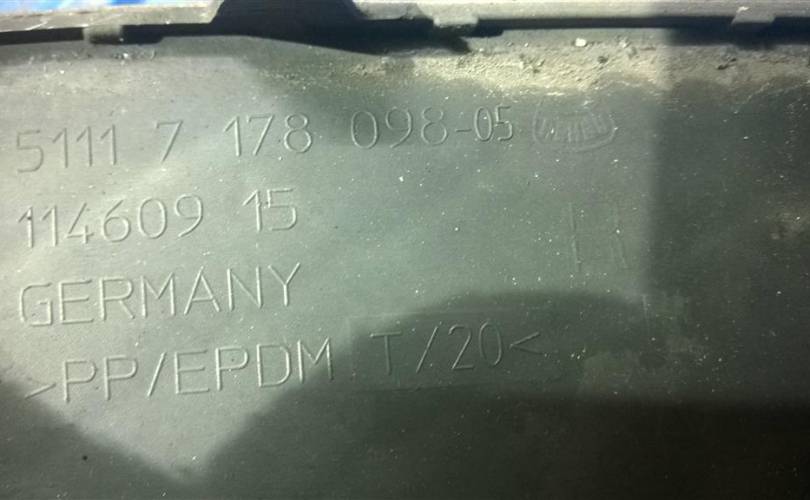 5111 7 178 098-05
114609 15
GERMANY
>PP/EPDM T/20<